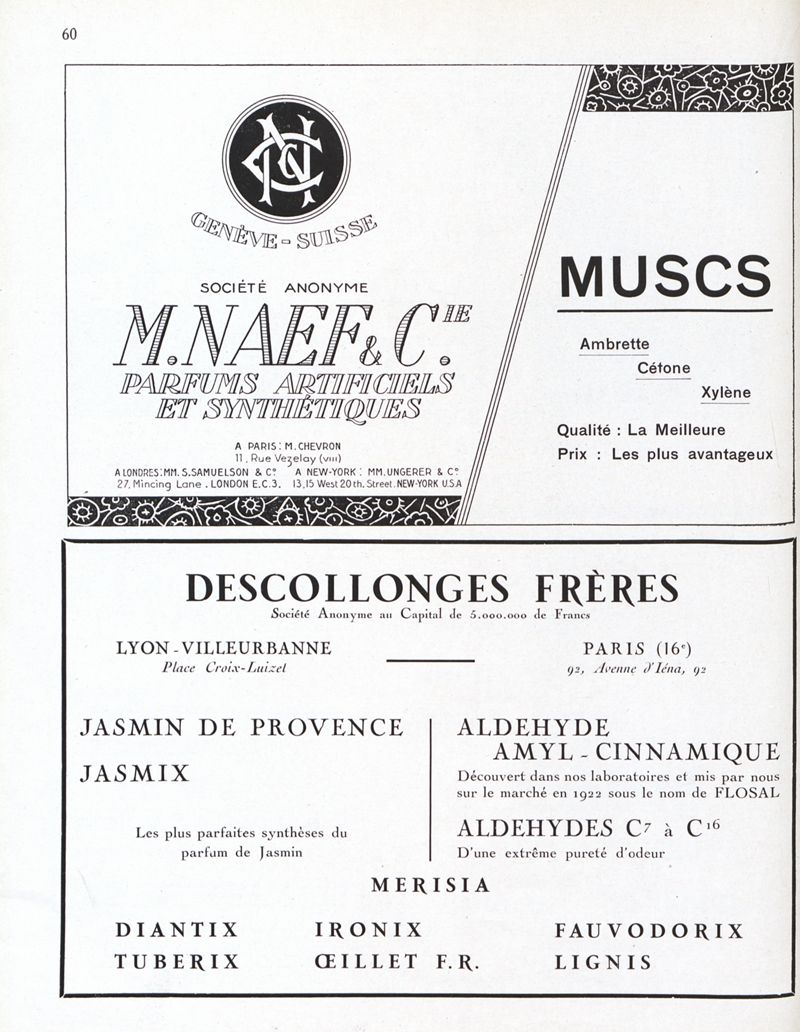 60
GENÈVE - SUISSE
SOCIÉTÉ ANONYME
M. NAEF & C.IE
PARFUMS ARTIFICIELS
ET SYNTHÉTIQUES
A PARIS: M. CHEVRON
11, Rue Vezelay (VIII)
A LONDRES: MM. S. SAMUELSON & Co A NEW-YORK: MM. UNGERER & Co
27, Mincing Lane. LONDON E.C.3. 13,15 West 20th. Street. NEW-YORK U.S.A
MUSCS
Ambrette
Cétone
Xylène
Qualité : La Meilleure
Prix : Les plus avantageux
DESCOLLONGES FRÈRES
Société Anonyme au Capital de 5.000.000 de Francs
LYON-VILLEURBANNE
Place Croix-Luizet
PARIS (16e)
92, Avenue d'Iéna, 92
JASMIN DE PROVENCE
JASMIX
Les plus parfaites synthèses du
parfum de Jasmin
ALDEHYDE
AMYL-CINNAMIQUE
Découvert dans nos laboratoires et mis par nous
sur le marché en 1922 sous le nom de FLOSAL
ALDEHYDES C7 à C16
D'une extrême pureté d'odeur
MERISIA
DIANTIX IRONIX FAUVODORIX
TUBERIX ŒILLET F.R. LIGNIS